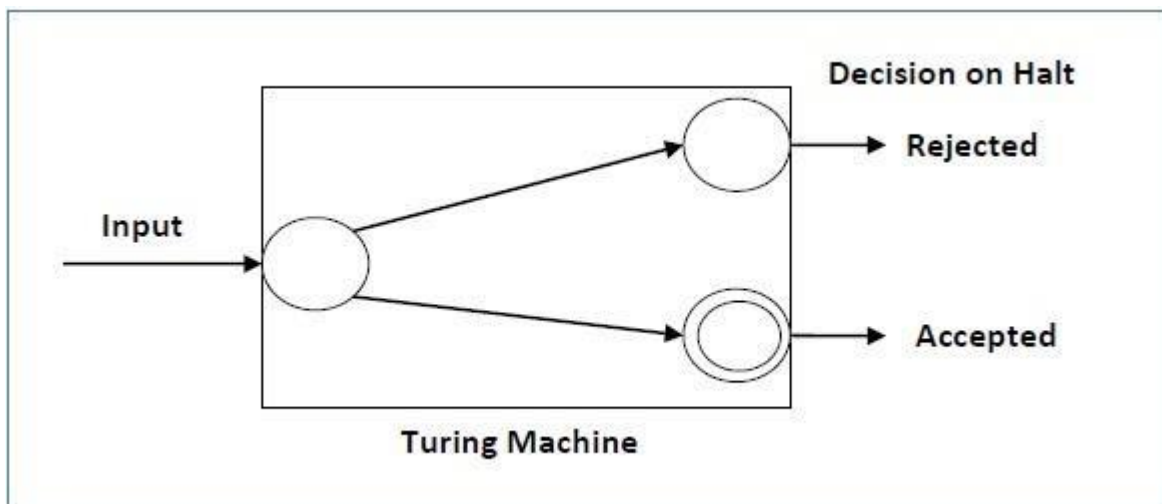 Decision on Halt
Rejected
Input
Accepted
Turing Machine